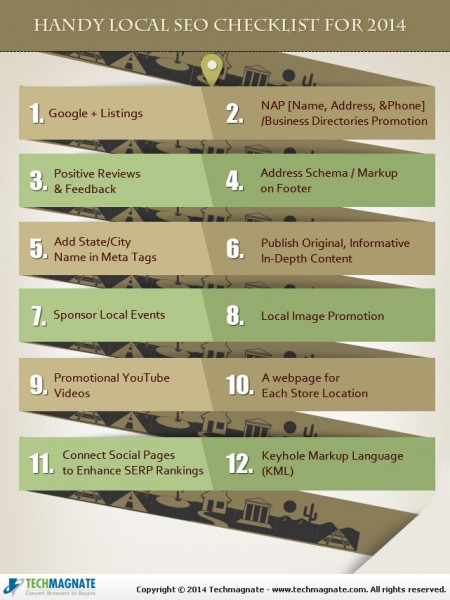 HANDY LOCAL SEO CHECKLIST FOR 2014
1. Google + Listings
2. NAP [Name, Address, &Phone]
/Business Directories Promotion
3. Positive Reviews
& Feedback
4. Address Schema / Markup
on Footer
5. Add State/City
Name in Meta Tags
6. Publish Original, Informative
In-Depth Content
7. Sponsor Local Events
8. Local Image Promotion
9. Promotional YouTube
Videos
10. A webpage for
Each Store Location
11. Connect Social Pages
to Enhance SERP Rankings
12. Keyhole Markup Language
(KML)
TECHMAGNATE
Convert Browsers to Buyers
Copyright © 2014 Techmagnate - www.techmagnate.com. All rights reserved.